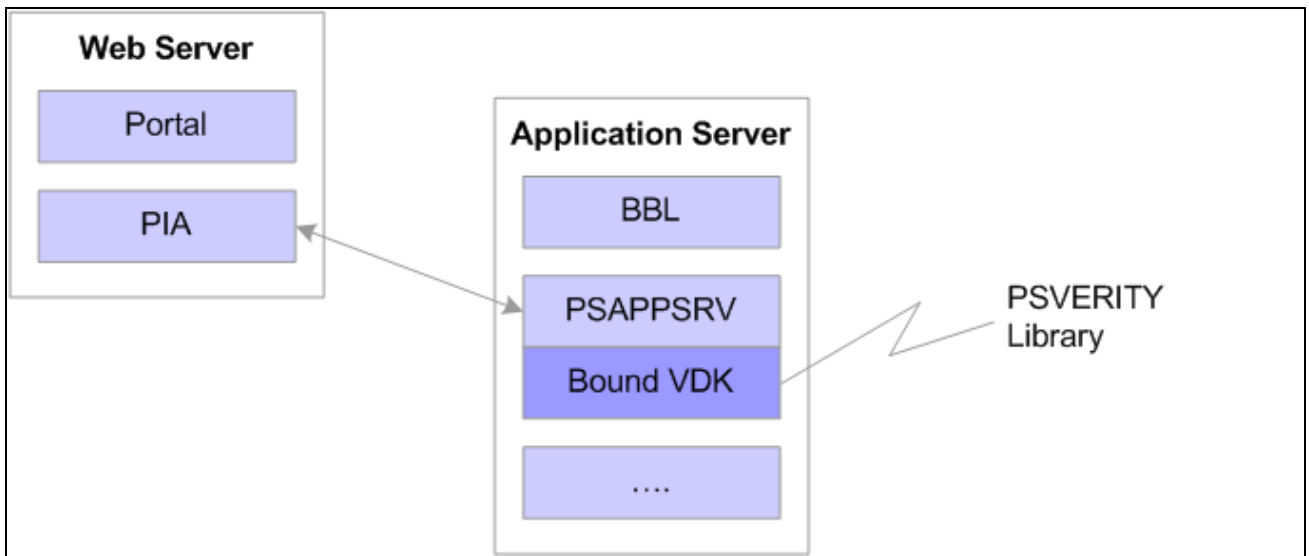 Web Server
Portal
PIA
Application Server
BBL
PSAPPSRV
Bound VDK
....
PSVERITY
Library